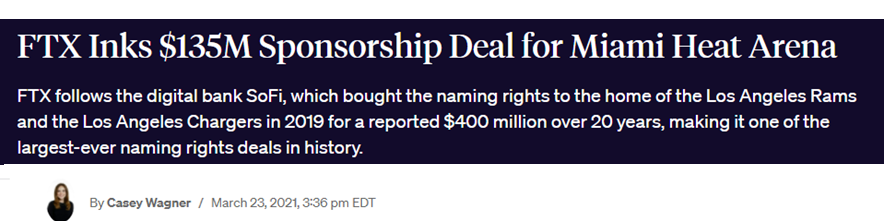 FTX Inks $135M Sponsorship Deal for Miami Heat Arena
FTX follows the digital bank SoFi, which bought the naming rights to the home of the Los Angeles Rams
and the Los Angeles Chargers in 2019 for a reported $400 million over 20 years, making it one of the
largest-ever naming rights deals in history.
By Casey Wagner / March 23, 2021, 3:36 pm EDT